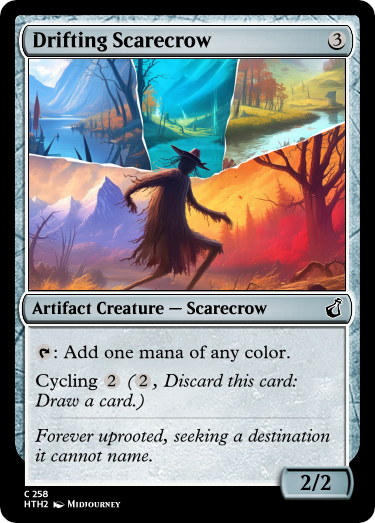 Drifting Scarecrow 3
Artifact Creature — Scarecrow
: Add one mana of any color.
Cycling 2 (2, Discard this card:
Draw a card.)
Forever uprooted, seeking a destination
it cannot name.
2/2
C 258
HTH2 Midjourney